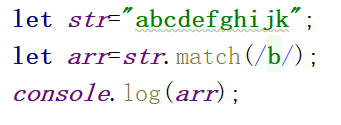 let str="abcdefghijk";
let arr=str.match(/b/);
console.log(arr);